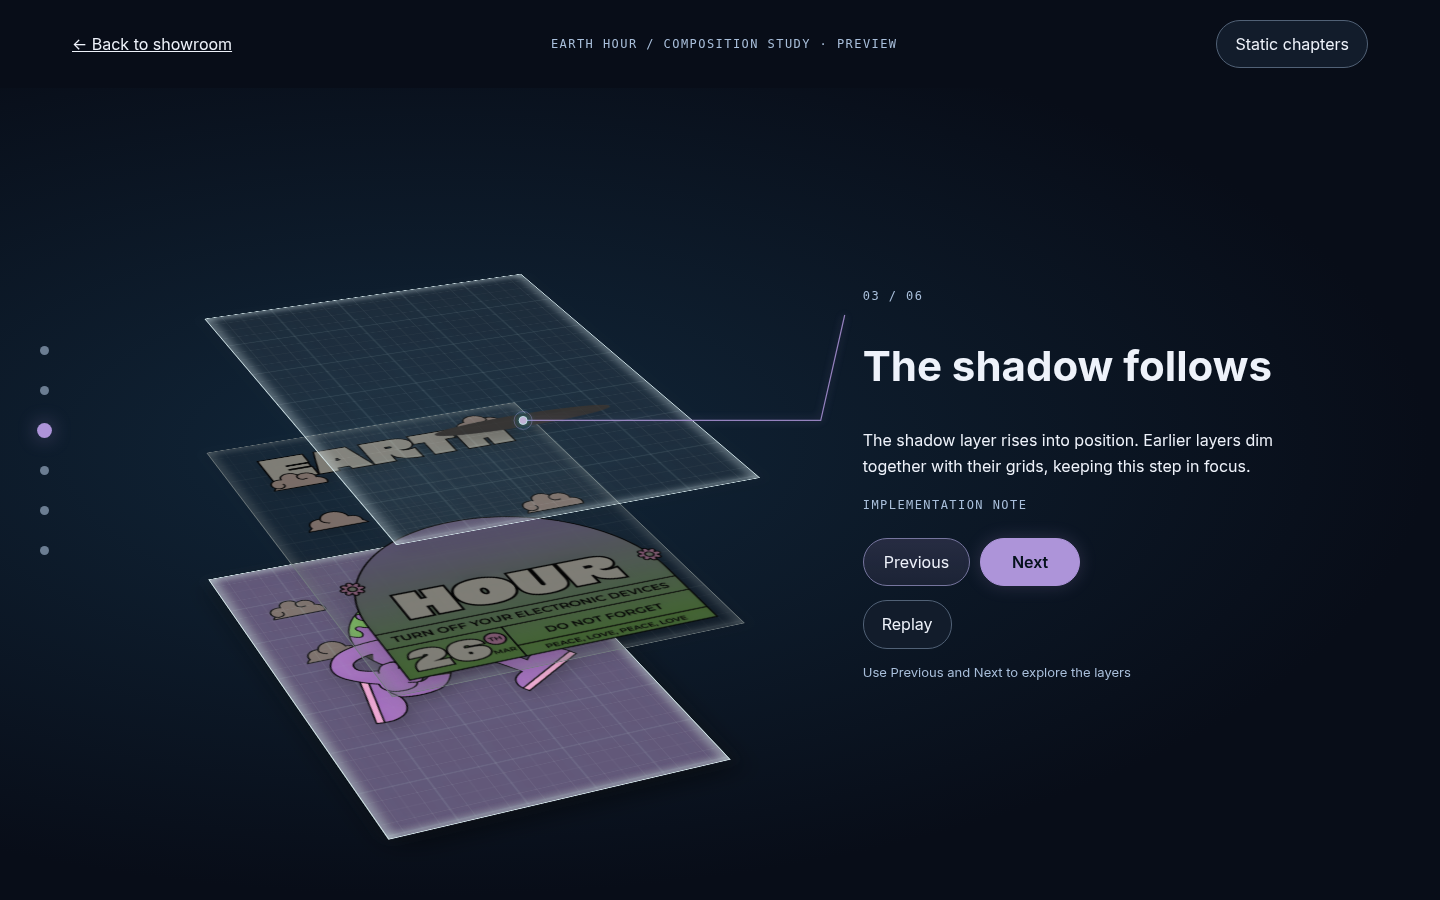 ← Back to showroom
EARTH HOUR / COMPOSITION STUDY · PREVIEW
Static chapters
03 / 06
The shadow follows
The shadow layer rises into position. Earlier layers dim
together with their grids, keeping this step in focus.
IMPLEMENTATION NOTE
Previous
Next
Replay
Use Previous and Next to explore the layers
EARTH
HOUR
TURN OFF YOUR ELECTRONIC DEVICES
26TH MAR
DO NOT FORGET
PEACE, LOVE, PEACE, LOVE